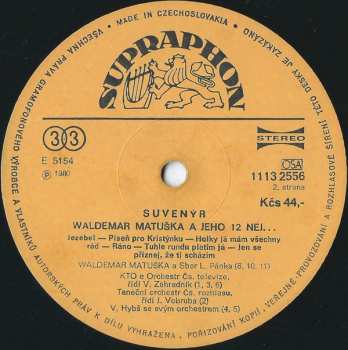 MADE IN CZECHOSLOVAKIA
VŠECHNA PRÁVA GRAMOFONOVÉHO VÝROBCE A VLASTNÍKŮ AUTORSKÝCH PRÁV K DÍLU VYHRAŽENA. POŘIZOVÁNÍ KOPIÍ, VEŘEJNÉ PROVOZOVÁNÍ A ROZHLASOVÉ ŠÍŘENÍ TÉTO DESKY JE ZAKÁZÁNO
SUPRAPHON
33
E 5154
℗ 1980
STEREO
OSA
1113 2556
2. strana
Kčs 44,-
SUVENÝR
WALDEMAR MATUŠKA A JEHO 12 NEJ...
Jezebel — Píseň pro Kristýnku — Holky já mám všechny
rád — Ráno — Tuhle rundu platím já — Jen se
přiznej, že ti scházím
WALDEMAR MATUŠKA a Sbor L. Pánka (8, 10, 11)
KTO a Orchestr Čs. televize,
řídí V. Zahradník (1, 3, 6)
Taneční orchestr Čs. rozhlasu,
řídí J. Vobruba (2)
V. Hybš se svým orchestrem (4, 5)